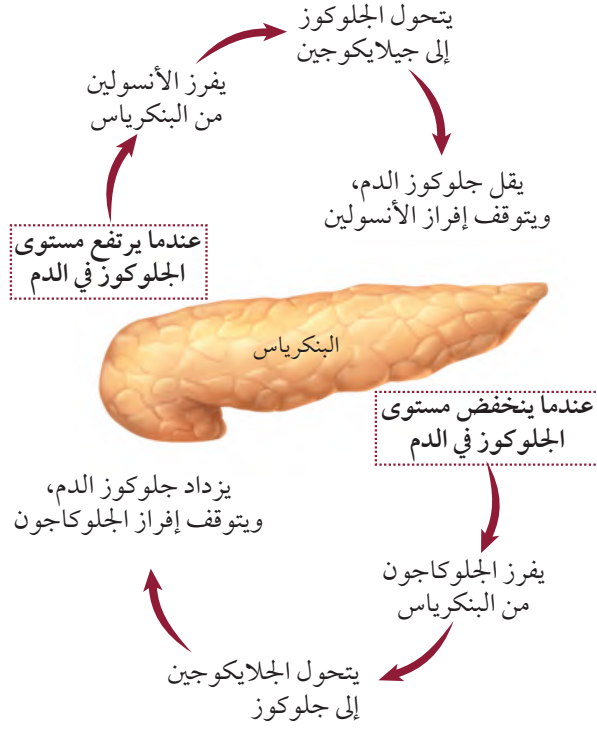 يتحول الجلوكوز
إلى جيلايكوجين
يفرز الأنسولين
من البنكرياس
يقل جلوكوز الدم،
ويتوقف إفراز الأنسولين
عندما يرتفع مستوى
الجلوكوز في الدم
البنكرياس
عندما ينخفض مستوى
الجلوكوز في الدم
يزداد جلوكوز الدم،
ويتوقف إفراز الجلوكاجون
يفرز الجلوكاجون
من البنكرياس
يتحول الجلايكوجين
إلى جلوكوز